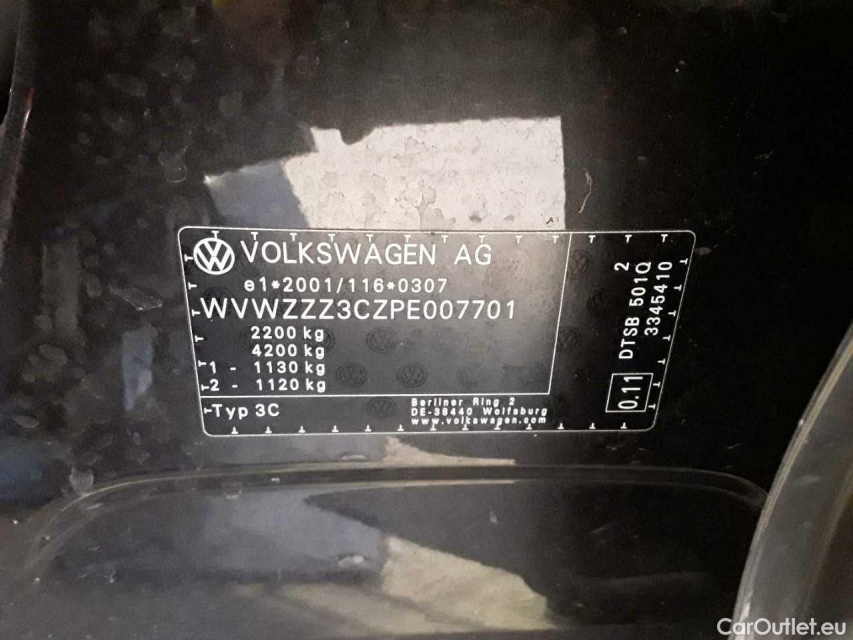 VOLKSWAGEN AG
e1*2001/116*0307
WVWZZZ3CZPE007701
2200 kg
4200 kg
1 - 1130 kg
2 - 1120 kg
Typ 3C
Berliner Ring 2
DE-38440 Wolfsburg
www.volkswagen.com
2
DTSB 501Q
3345410
0.11
CarOutlet.eu